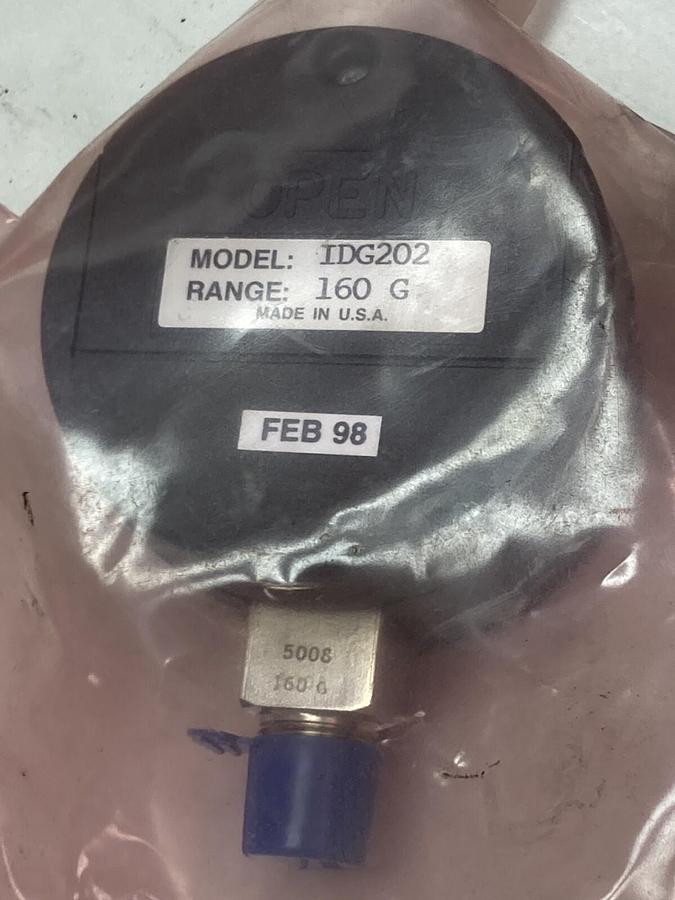 OPEN
MODEL: IDG202
RANGE: 160 G
MADE IN U.S.A.
FEB 98
5008
160 G